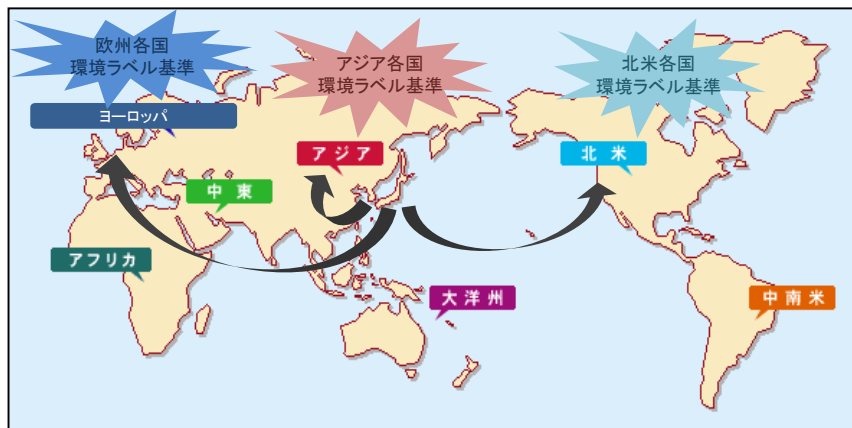 欧州各国
環境ラベル基準
アジア各国
環境ラベル基準
北米各国
環境ラベル基準
ヨーロッパ
アジア
北米
中東
アフリカ
大洋州
中南米